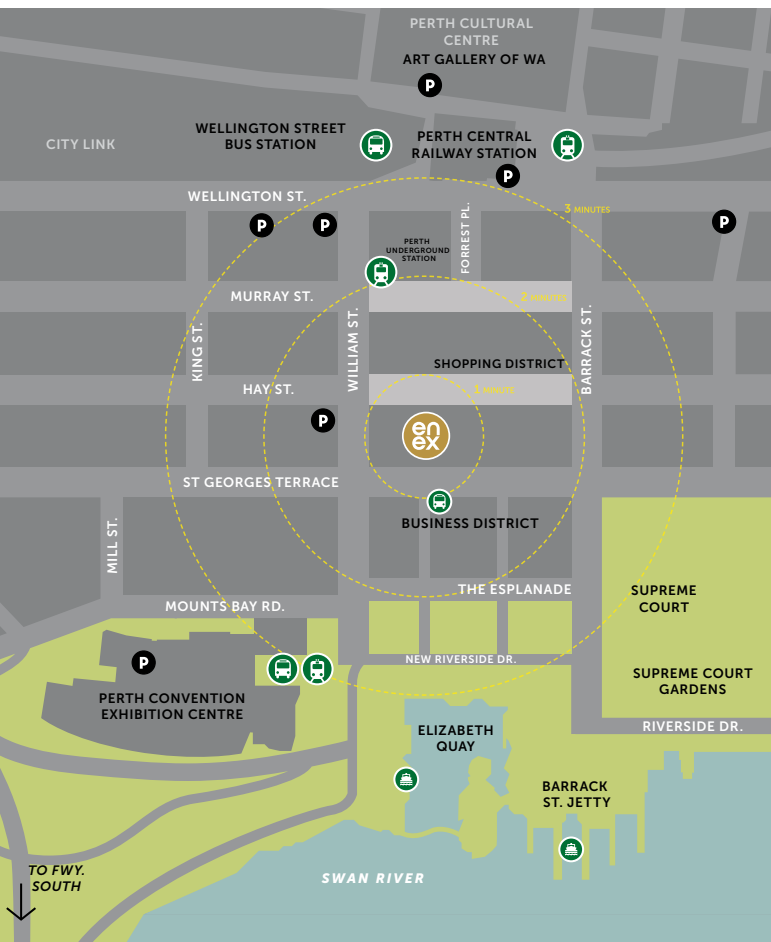 PERTH CULTURAL
CENTRE
ART GALLERY OF WA
P
WELLINGTON STREET
BUS STATION
PERTH CENTRAL
RAILWAY STATION
CITY LINK
P
WELLINGTON ST.
3 MINUTES
P
P
P
FORREST PL.
PERTH
UNDERGROUND
STATION
MURRAY ST.
2 MINUTES
KING ST.
WILLIAM ST.
BARRACK ST.
SHOPPING DISTRICT
HAY ST.
1 MINUTE
P
en
ex
ST GEORGES TERRACE
BUSINESS DISTRICT
MILL ST.
THE ESPLANADE
SUPREME
COURT
MOUNTS BAY RD.
P
NEW RIVERSIDE DR.
SUPREME COURT
GARDENS
PERTH CONVENTION
EXHIBITION CENTRE
RIVERSIDE DR.
ELIZABETH
QUAY
BARRACK
ST. JETTY
TO FWY.
SOUTH
SWAN RIVER